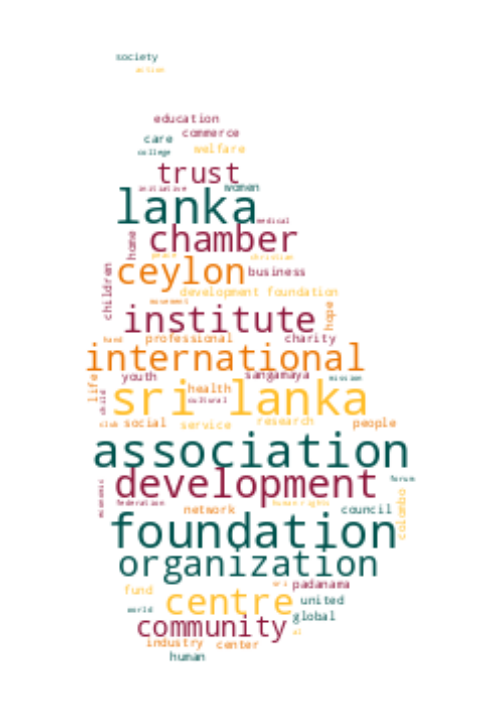 society
action
education
care commerce
college welfare
trust
initiative women
lanka medical
home chamber
peace christian
ceylon business
children development foundation
movement
institute hope
hand professional charity
international
life youth sangamaya mission
health
child sri lanka
cultural
club social service research people
association
development forum
economic federation human rights colombo
network council
foundation
organization
sri padanama
fund centre united
world global
community al
industry center
human